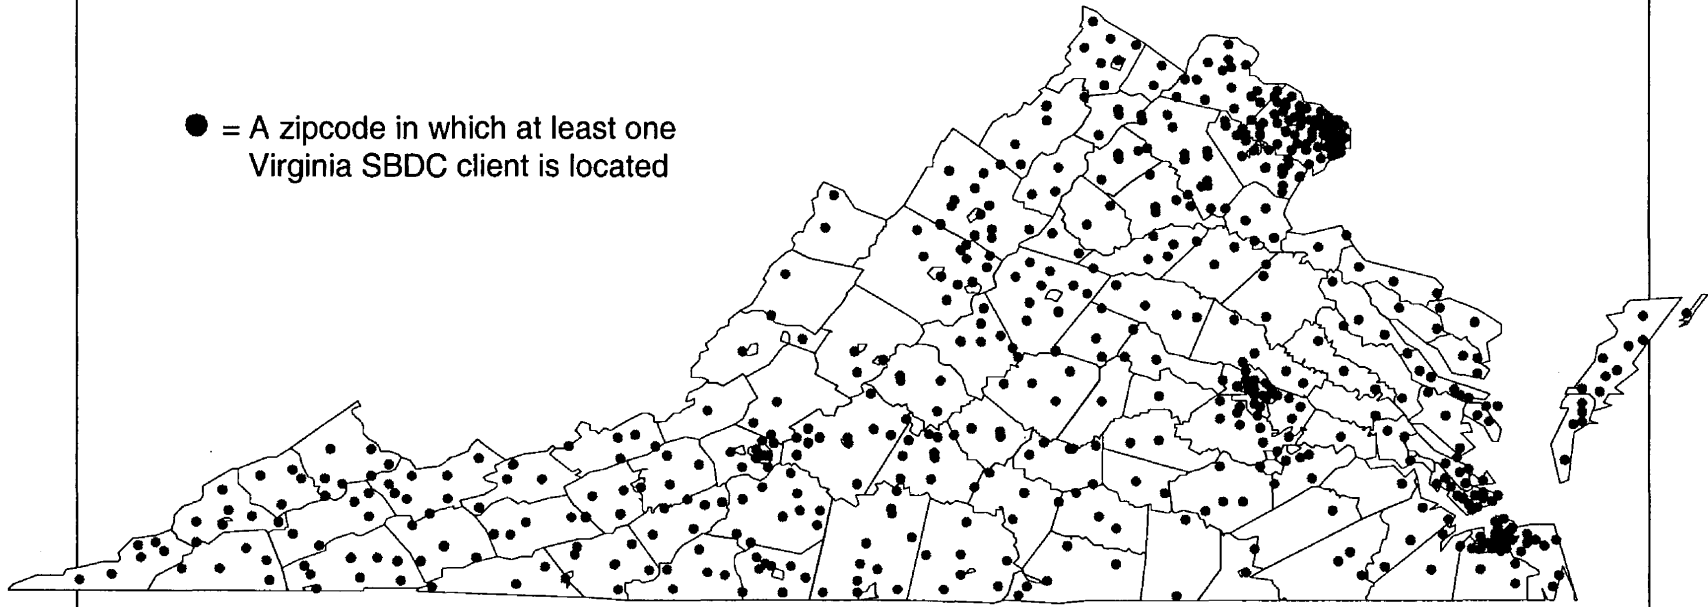 = A zipcode in which at least one
Virginia SBDC client is located